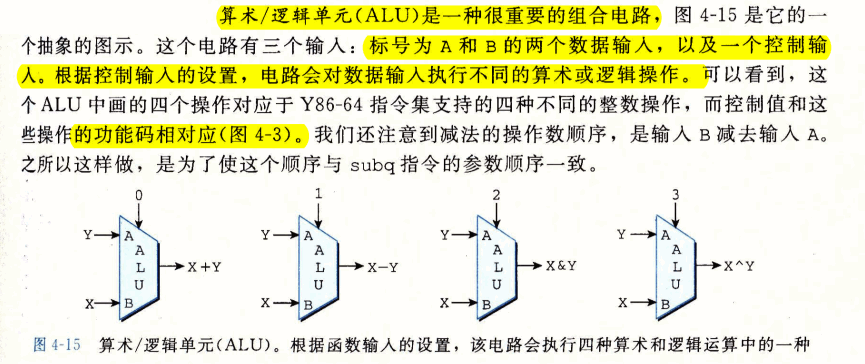 算术/逻辑单元(ALU)是一种很重要的组合电路，图 4-15 是它的一
个抽象的图示。这个电路有三个输入：标号为 A 和 B 的两个数据输入，以及一个控制输
入。根据控制输入的设置，电路会对数据输入执行不同的算术或逻辑操作。可以看到，这
个 ALU 中画的四个操作对应于 Y86-64 指令集支持的四种不同的整数操作，而控制值和这
些操作的功能码相对应(图 4-3)。我们还注意到减法的操作数顺序，是输入 B 减去输入 A。
之所以这样做，是为了使这个顺序与 subq 指令的参数顺序一致。
0 1 2 3
Y A Y A Y A Y A
A L U X+Y A L U X-Y A L U X&Y A L U X^Y
X B X B X B X B
图 4-15 算术/逻辑单元(ALU)。根据函数输入的设置，该电路会执行四种算术和逻辑运算中的一种